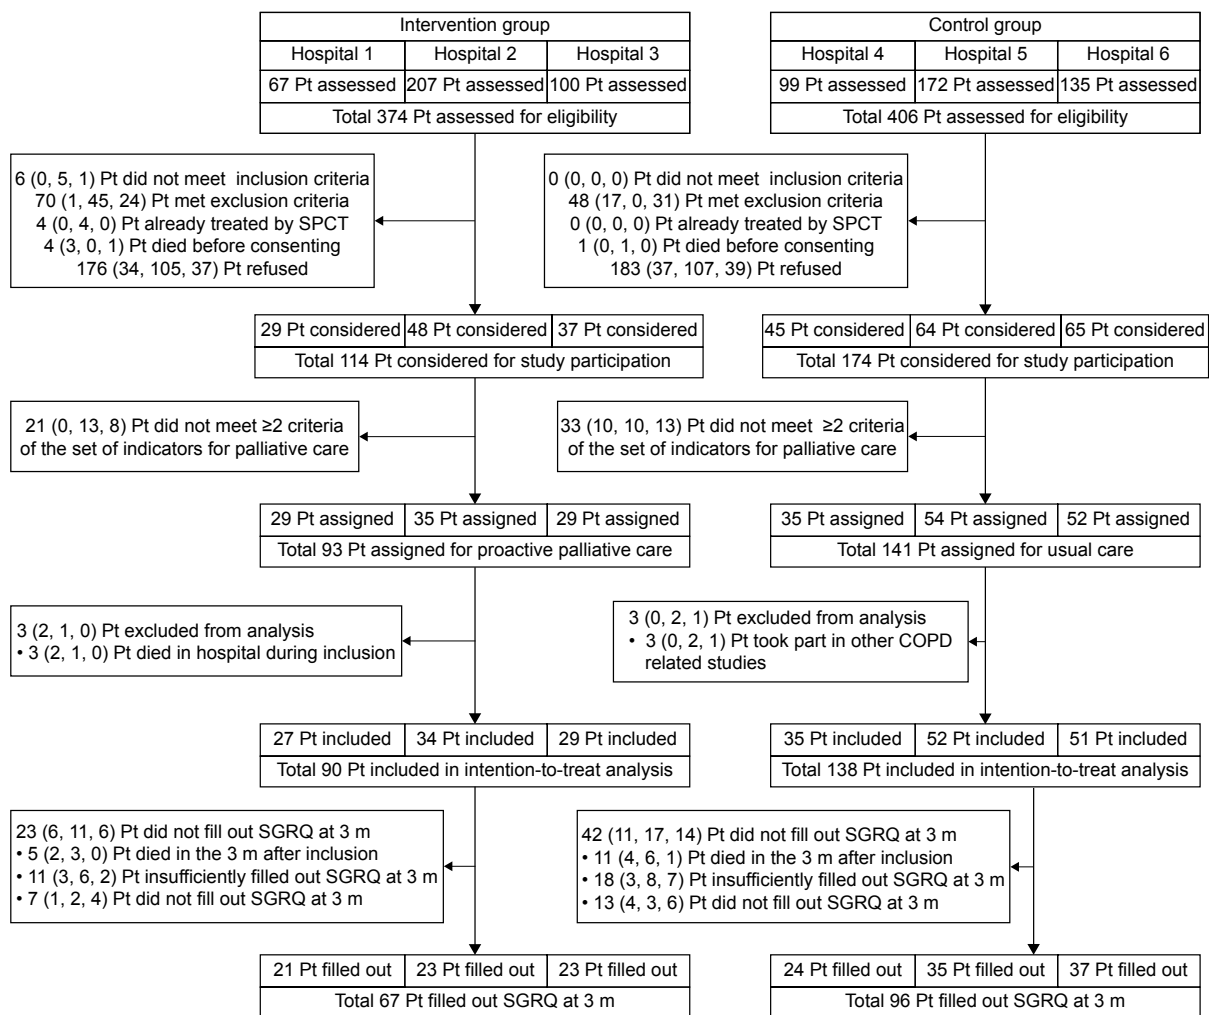 Intervention group
Hospital 1 Hospital 2 Hospital 3
67 Pt assessed 207 Pt assessed 100 Pt assessed
Total 374 Pt assessed for eligibility
Control group
Hospital 4 Hospital 5 Hospital 6
99 Pt assessed 172 Pt assessed 135 Pt assessed
Total 406 Pt assessed for eligibility
6 (0, 5, 1) Pt did not meet inclusion criteria
70 (1, 45, 24) Pt met exclusion criteria
4 (0, 4, 0) Pt already treated by SPCT
4 (3, 0, 1) Pt died before consenting
176 (34, 105, 37) Pt refused
0 (0, 0, 0) Pt did not meet inclusion criteria
48 (17, 0, 31) Pt met exclusion criteria
0 (0, 0, 0) Pt already treated by SPCT
1 (0, 1, 0) Pt died before consenting
183 (37, 107, 39) Pt refused
29 Pt considered 48 Pt considered 37 Pt considered
Total 114 Pt considered for study participation
45 Pt considered 64 Pt considered 65 Pt considered
Total 174 Pt considered for study participation
21 (0, 13, 8) Pt did not meet ≥2 criteria
of the set of indicators for palliative care
33 (10, 10, 13) Pt did not meet ≥2 criteria
of the set of indicators for palliative care
29 Pt assigned 35 Pt assigned 29 Pt assigned
Total 93 Pt assigned for proactive palliative care
35 Pt assigned 54 Pt assigned 52 Pt assigned
Total 141 Pt assigned for usual care
3 (2, 1, 0) Pt excluded from analysis
• 3 (2, 1, 0) Pt died in hospital during inclusion
3 (0, 2, 1) Pt excluded from analysis
• 3 (0, 2, 1) Pt took part in other COPD
related studies
27 Pt included 34 Pt included 29 Pt included
Total 90 Pt included in intention-to-treat analysis
35 Pt included 52 Pt included 51 Pt included
Total 138 Pt included in intention-to-treat analysis
23 (6, 11, 6) Pt did not fill out SGRQ at 3 m
• 5 (2, 3, 0) Pt died in the 3 m after inclusion
• 11 (3, 6, 2) Pt insufficiently filled out SGRQ at 3 m
• 7 (1, 2, 4) Pt did not fill out SGRQ at 3 m
42 (11, 17, 14) Pt did not fill out SGRQ at 3 m
• 11 (4, 6, 1) Pt died in the 3 m after inclusion
• 18 (3, 8, 7) Pt insufficiently filled out SGRQ at 3 m
• 13 (4, 3, 6) Pt did not fill out SGRQ at 3 m
21 Pt filled out 23 Pt filled out 23 Pt filled out
Total 67 Pt filled out SGRQ at 3 m
24 Pt filled out 35 Pt filled out 37 Pt filled out
Total 96 Pt filled out SGRQ at 3 m